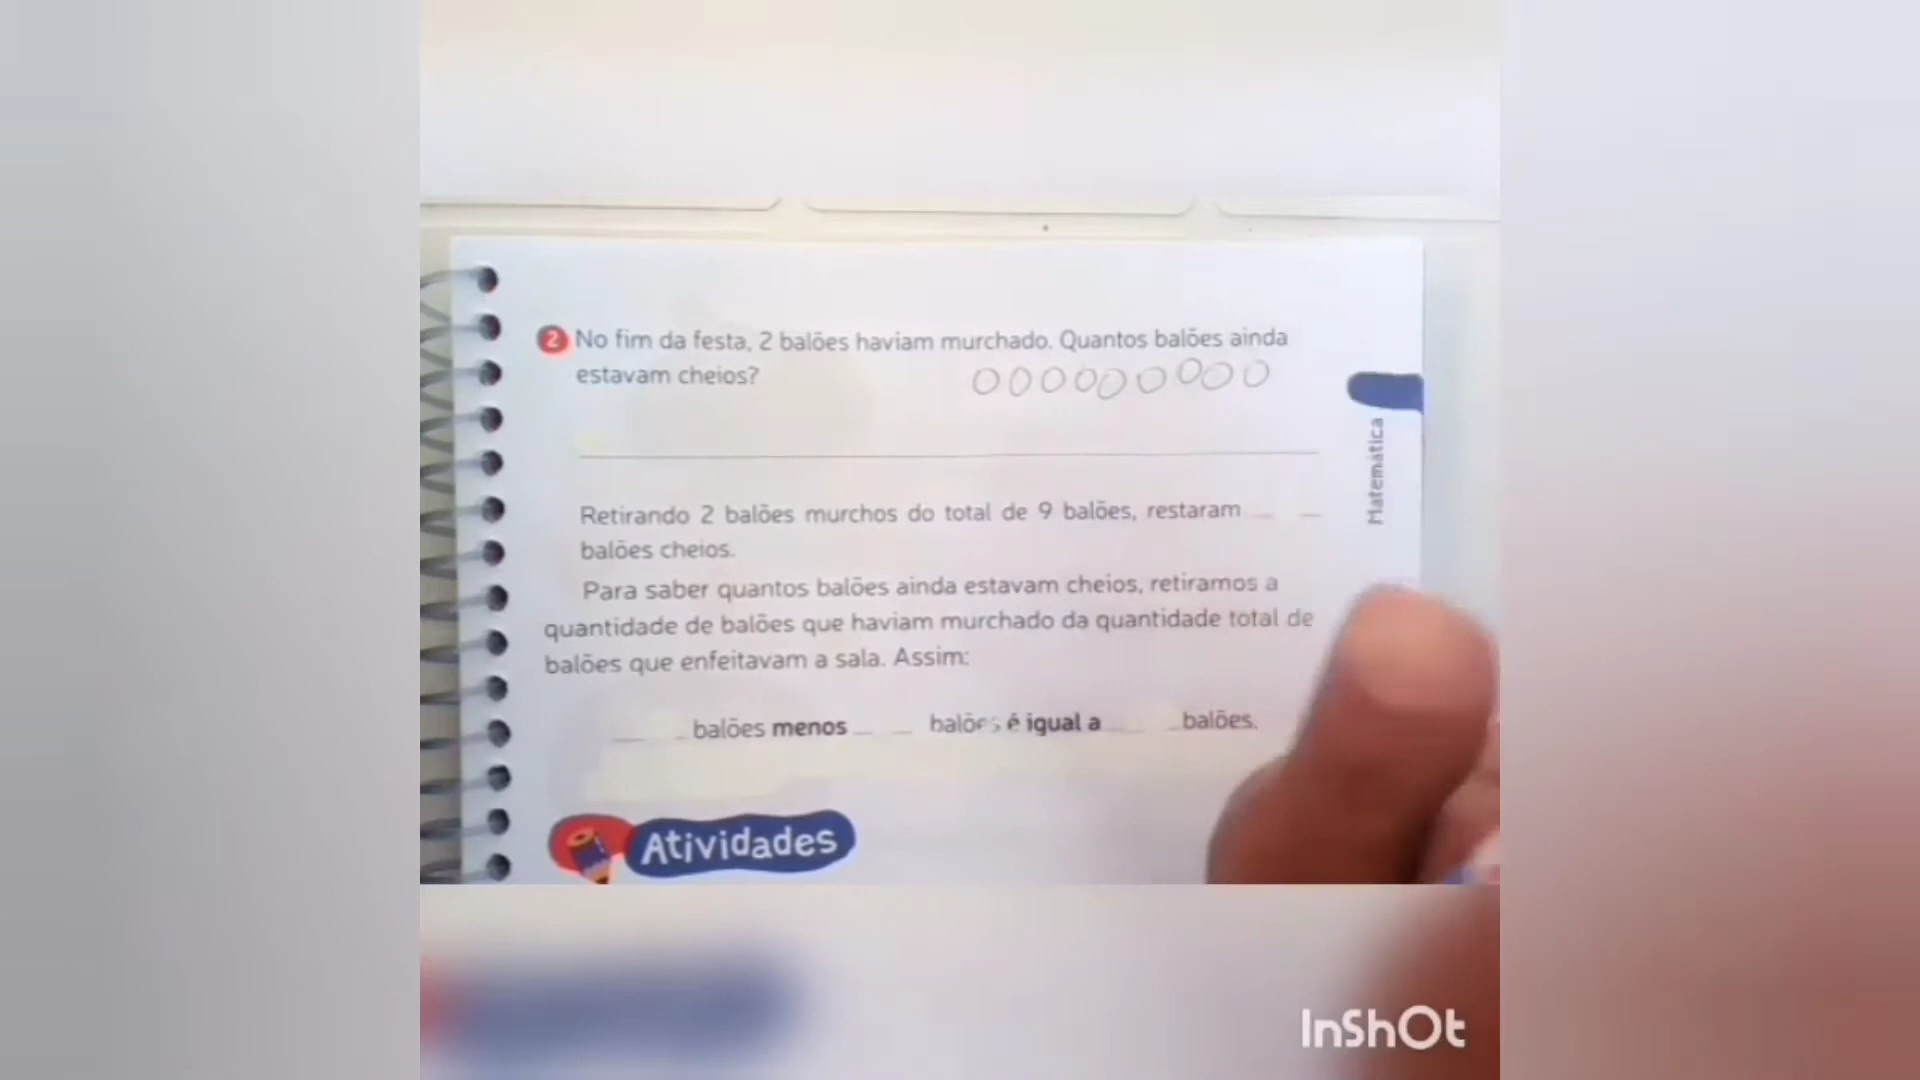 2 No fim da festa, 2 balões haviam murchado. Quantos balões ainda
estavam cheios?
Retirando 2 balões murchos do total de 9 balões, restaram
balões cheios.
Para saber quantos balões ainda estavam cheios, retiramos a
quantidade de balões que haviam murchado da quantidade total de
balões que enfeitavam a sala. Assim:
balões menos balões é igual a balões.
Matemática
Atividades
InShOt